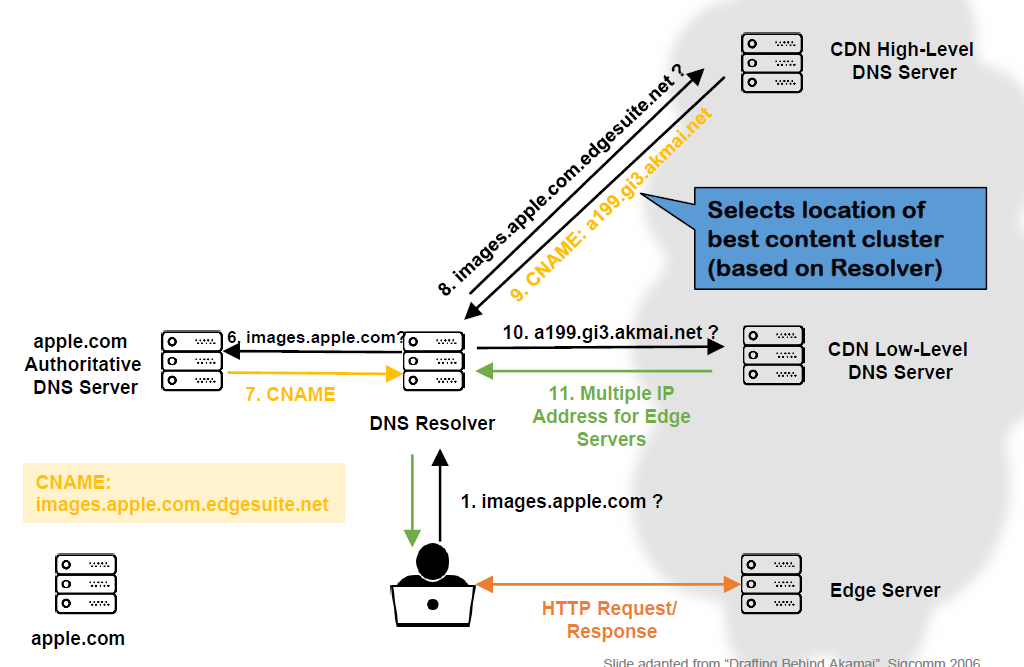 CDN High-Level
DNS Server
8. images.apple.com.edgesuite.net ?
9. CNAME: a199.gi3.akmai.net
Selects location of
best content cluster
(based on Resolver)
apple.com
Authoritative
DNS Server
6. images.apple.com?
7. CNAME
10. a199.gi3.akmai.net ?
CDN Low-Level
DNS Server
11. Multiple IP
Address for Edge
Servers
DNS Resolver
CNAME:
images.apple.com.edgesuite.net
1. images.apple.com ?
apple.com
HTTP Request/
Response
Edge Server
Slide adapted from “Drafting Behind Akamai”, Sigcomm 2006